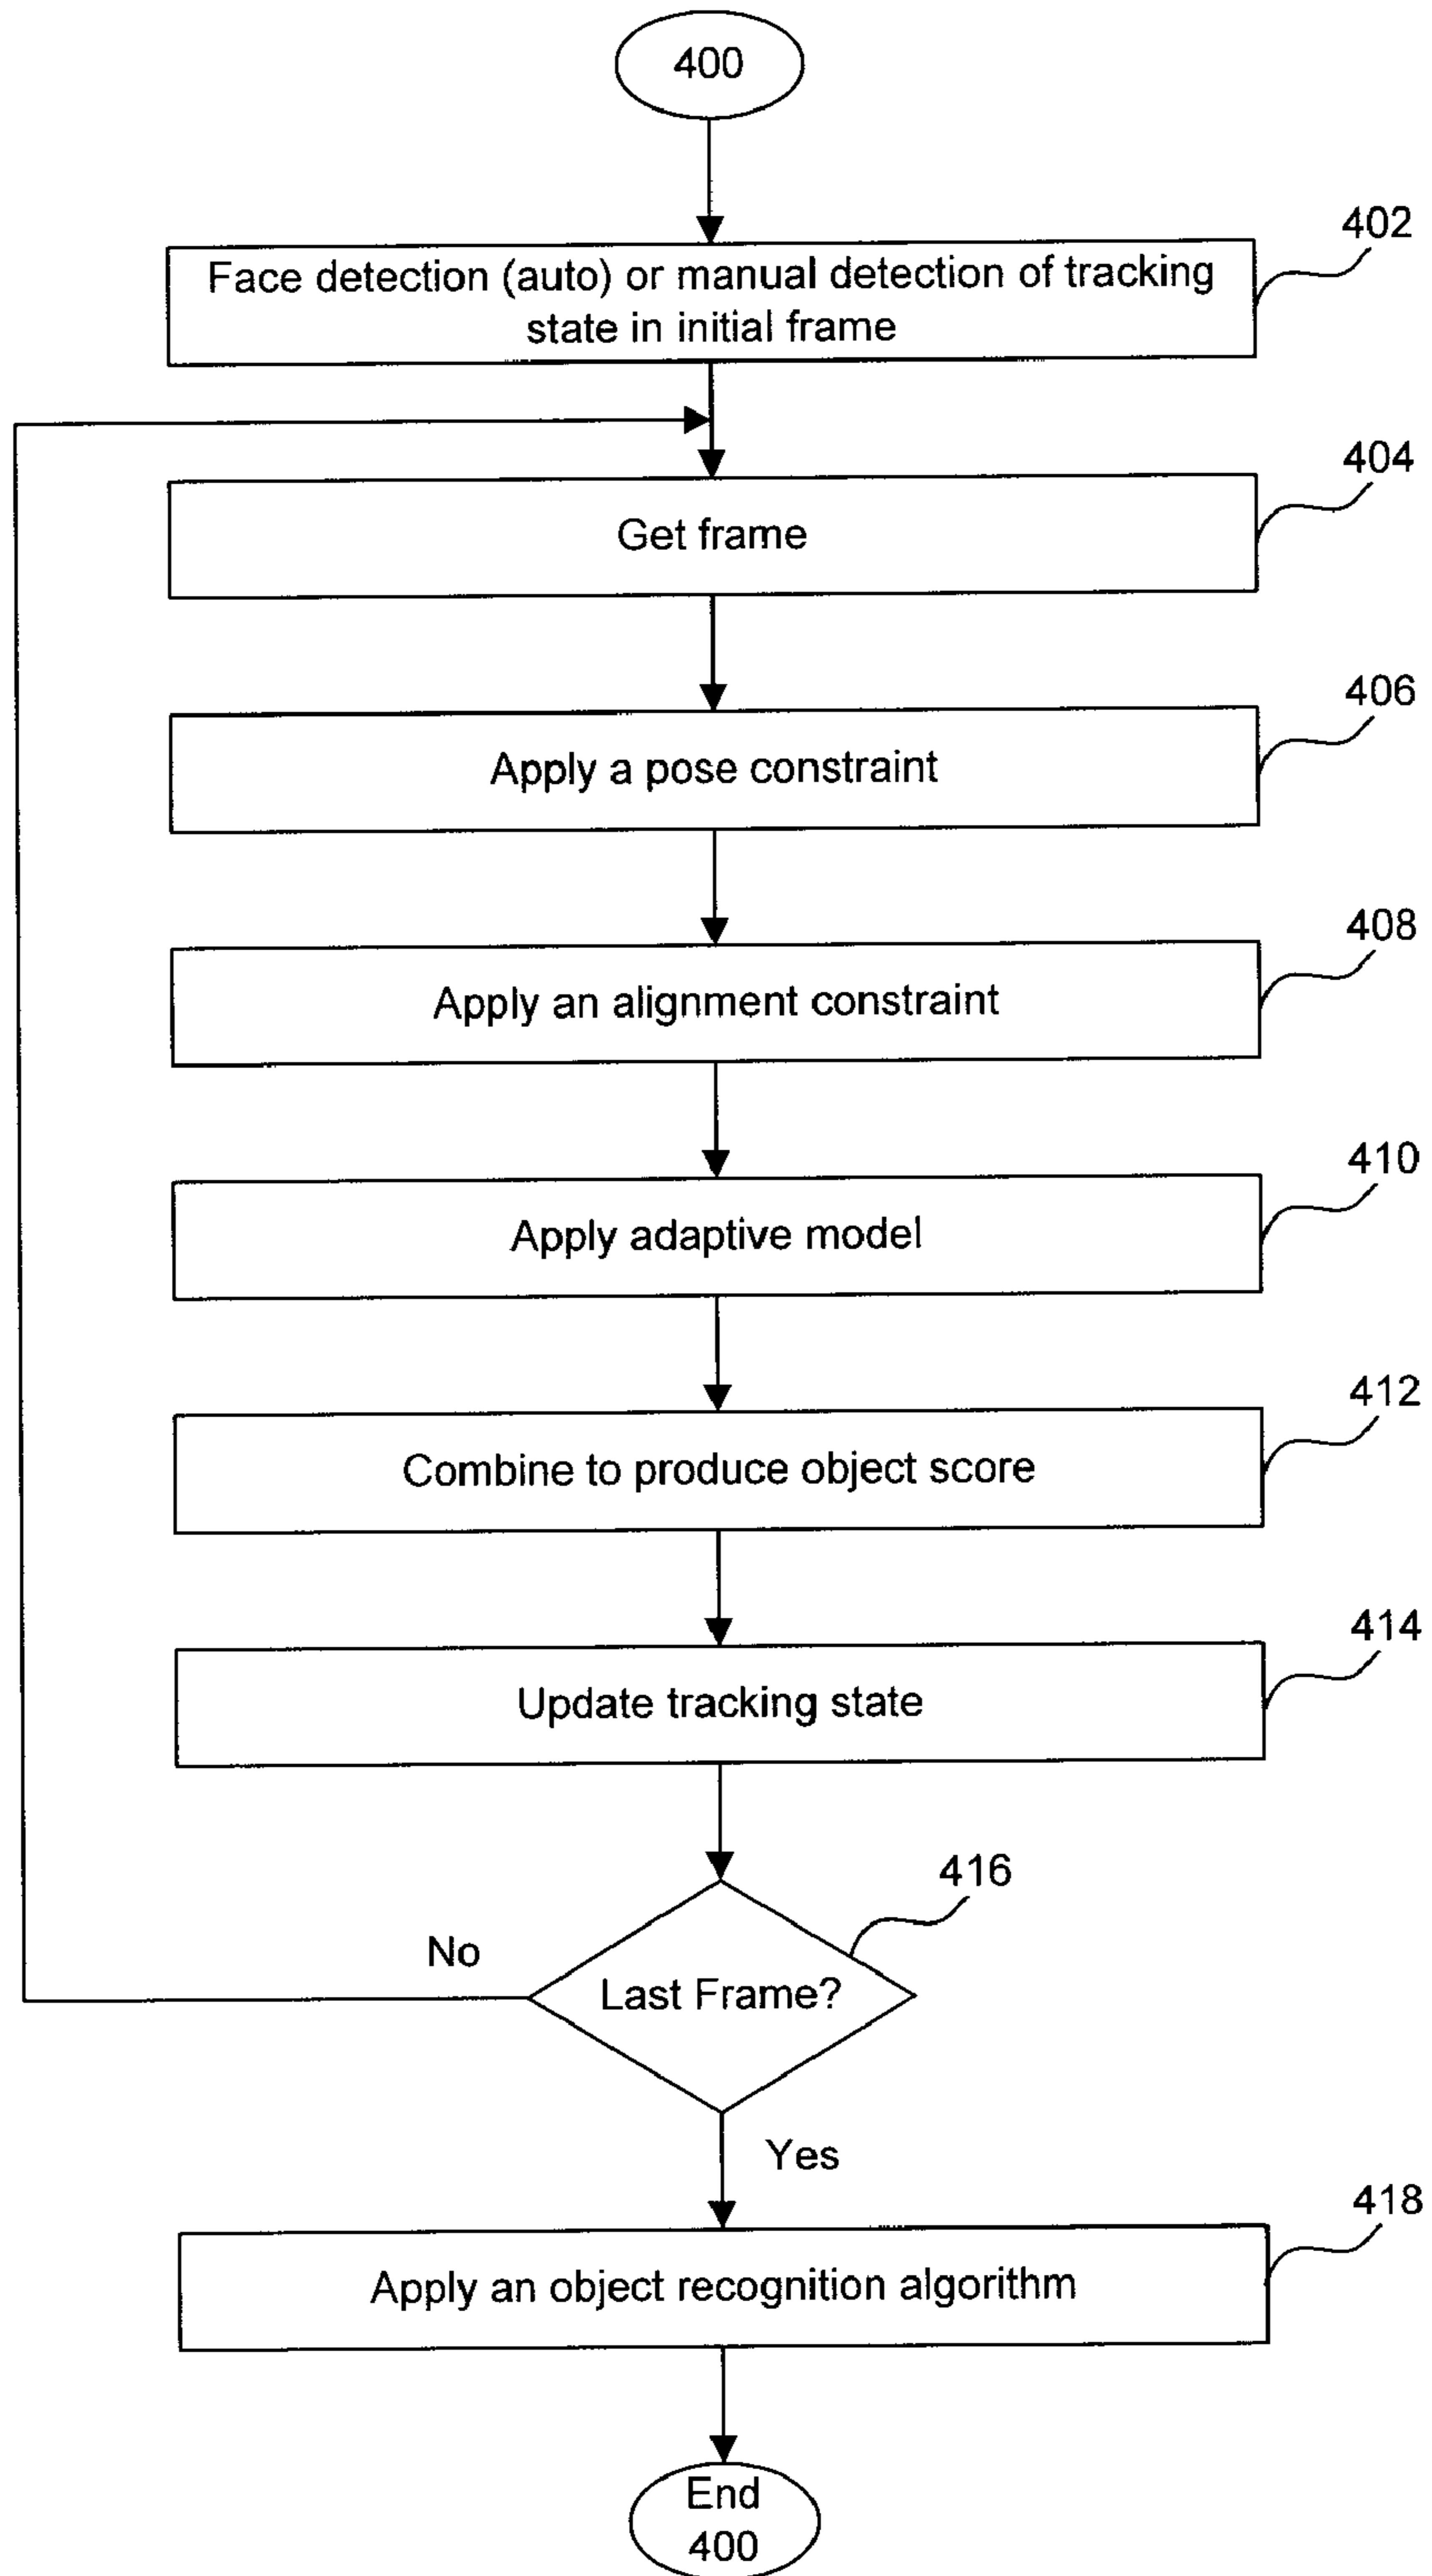 400
402
Face detection (auto) or manual detection of tracking
state in initial frame
404
Get frame
406
Apply a pose constraint
408
Apply an alignment constraint
410
Apply adaptive model
412
Combine to produce object score
414
Update tracking state
416
No
Last Frame?
Yes
418
Apply an object recognition algorithm
End
400